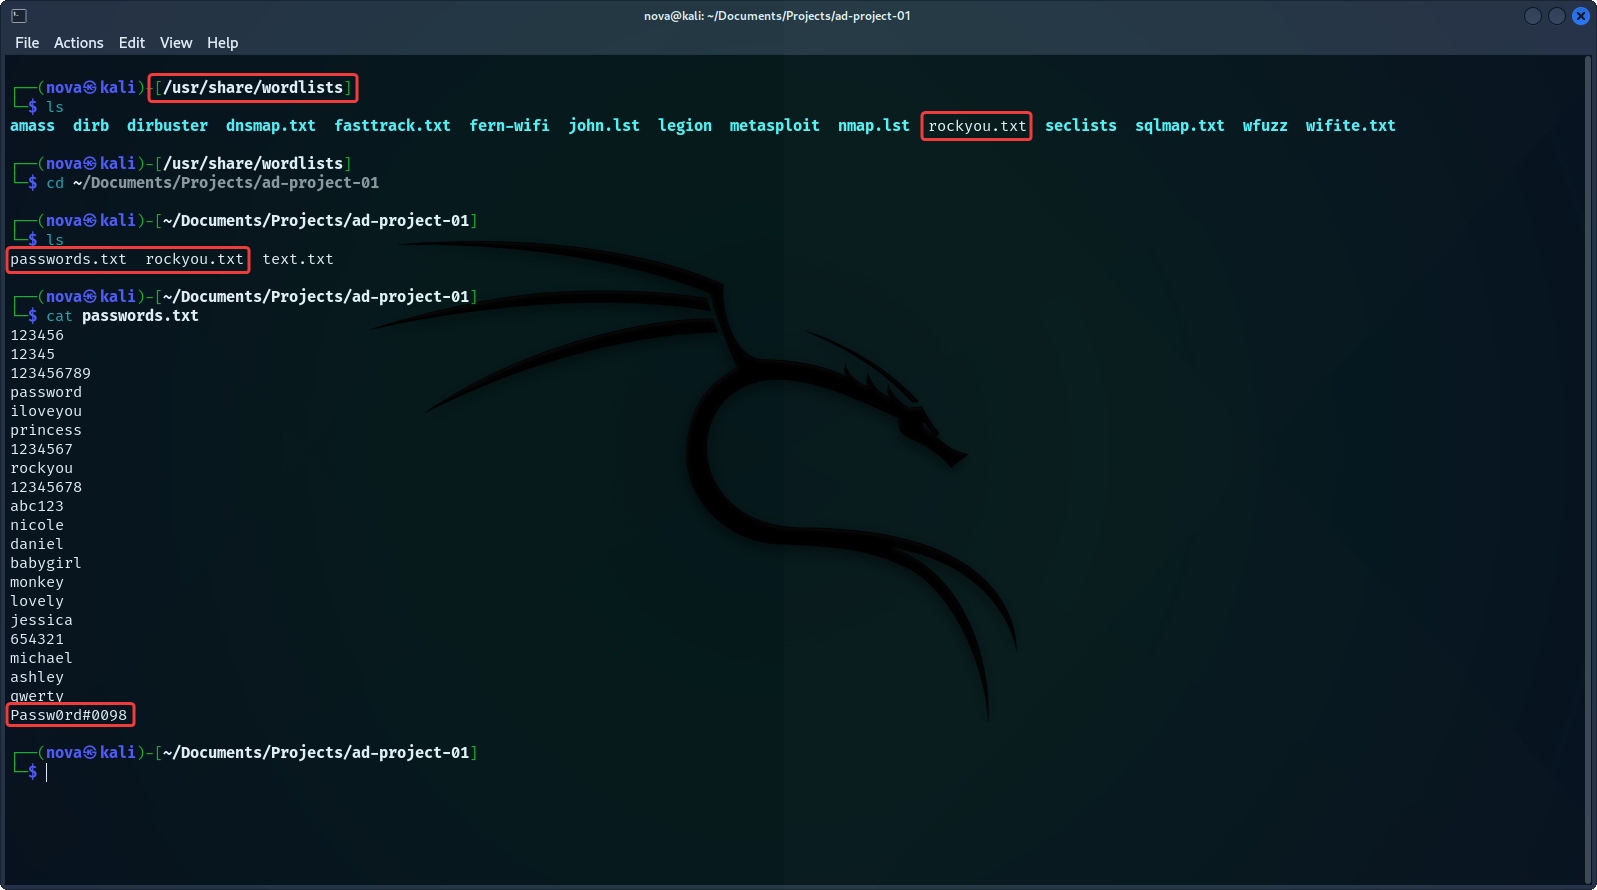 nova@kali: ~/Documents/Projects/ad-project-01
File Actions Edit View Help
┌──(nova㉿kali)-[/usr/share/wordlists]
└─$ ls
amass dirb dirbuster dnsmap.txt fasttrack.txt fern-wifi john.lst legion metasploit nmap.lst rockyou.txt seclists sqlmap.txt wfuzz wifite.txt
┌──(nova㉿kali)-[/usr/share/wordlists]
└─$ cd ~/Documents/Projects/ad-project-01
┌──(nova㉿kali)-[~/Documents/Projects/ad-project-01]
└─$ ls
passwords.txt rockyou.txt text.txt
┌──(nova㉿kali)-[~/Documents/Projects/ad-project-01]
└─$ cat passwords.txt
123456
12345
123456789
password
iloveyou
princess
1234567
rockyou
12345678
abc123
nicole
daniel
babygirl
monkey
lovely
jessica
654321
michael
ashley
qwerty
Passw0rd#0098
┌──(nova㉿kali)-[~/Documents/Projects/ad-project-01]
└─$